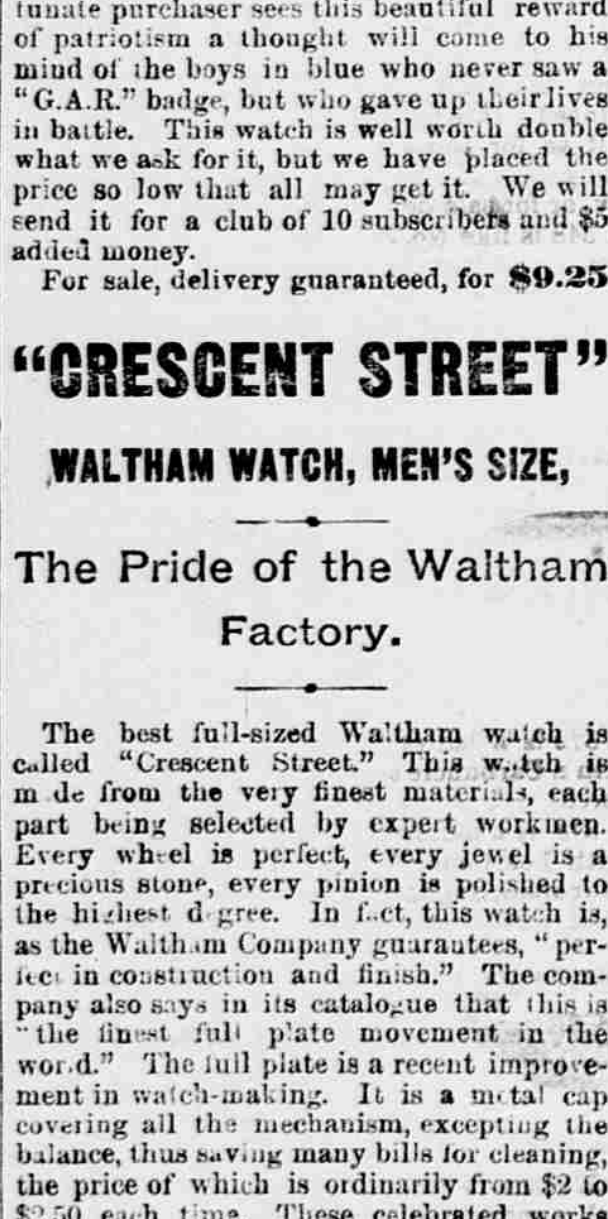 tunate purchaser sees this beautiful reward
of patriotism a thought will come to his
mind of the boys in blue who never saw a
"G.A.R." badge, but who gave up their lives
in battle. This watch is well worth double
what we ask for it, but we have placed the
price so low that all may get it. We will
send it for a club of 10 subscribers and $5
added money.
For sale, delivery guaranteed, for $9.25
"CRESCENT STREET"
WALTHAM WATCH, MEN'S SIZE,
The Pride of the Waltham
Factory.
The best full-sized Waltham watch is
called "Crescent Street." This watch is
made from the very finest materials, each
part being selected by expert workmen.
Every wheel is perfect, every jewel is a
precious stone, every pinion is polished to
the highest degree. In fact, this watch is,
as the Waltham Company guarantees, "per-
fect in construction and finish." The com-
pany also says in its catalogue that this is
"the finest full plate movement in the
world." The full plate is a recent improve-
ment in watch-making. It is a metal cap
covering all the mechanism, excepting the
balance, thus saving many bills for cleaning,
the price of which is ordinarily from $2 to
$2.50 each time. These celebrated works